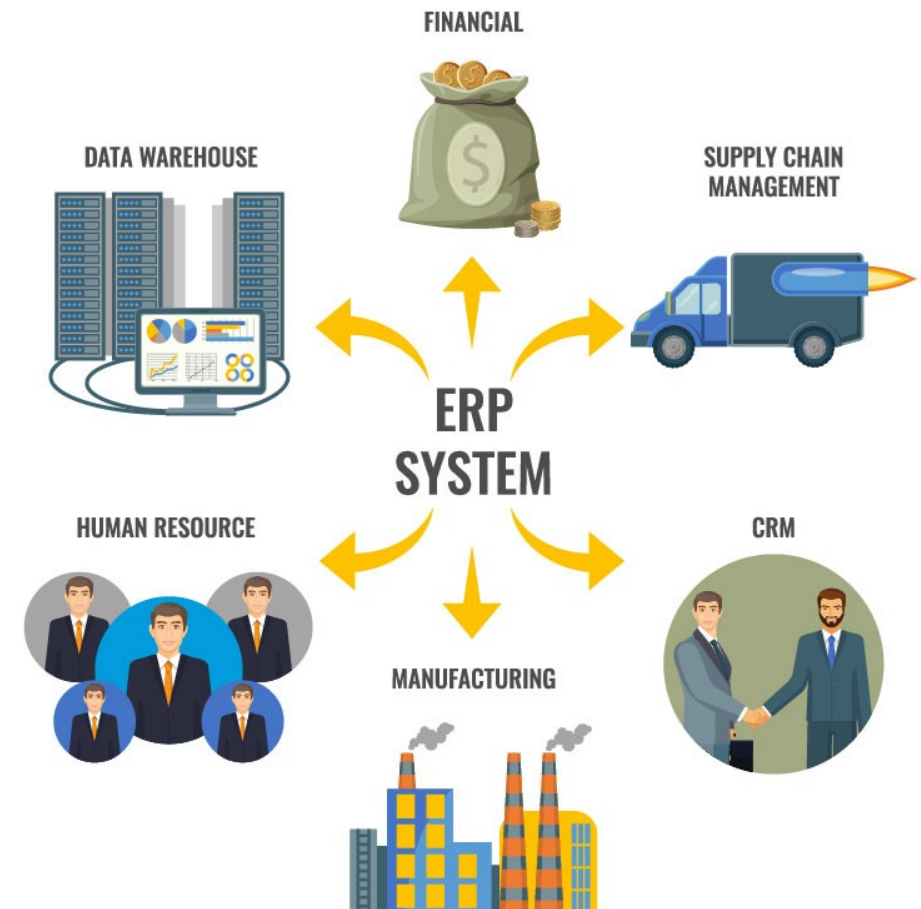 FINANCIAL
DATA WAREHOUSE
SUPPLY CHAIN
MANAGEMENT
$
ERP
SYSTEM
HUMAN RESOURCE
CRM
MANUFACTURING